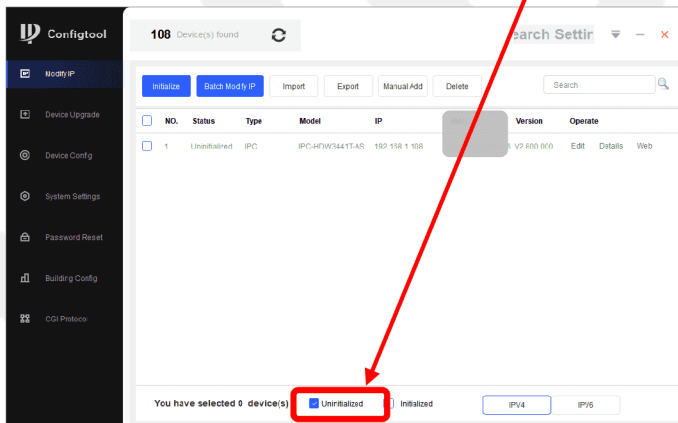 Configtool
108 Device(s) found
earch Settin
Modify IP
Device Upgrade
Device Config
System Settings
Password Reset
Building Config
CGI Protocol
Initialize Batch Modify IP Import Export Manual Add Delete Search
NO. Status Type Model IP Version Operate
1 Uninitialized IPC IPC-HDW3441T-AS 192.168.1.108 V2.800.000 Edit Details Web
You have selected 0 device(s) Uninitialized Initialized IPV4 IPV6